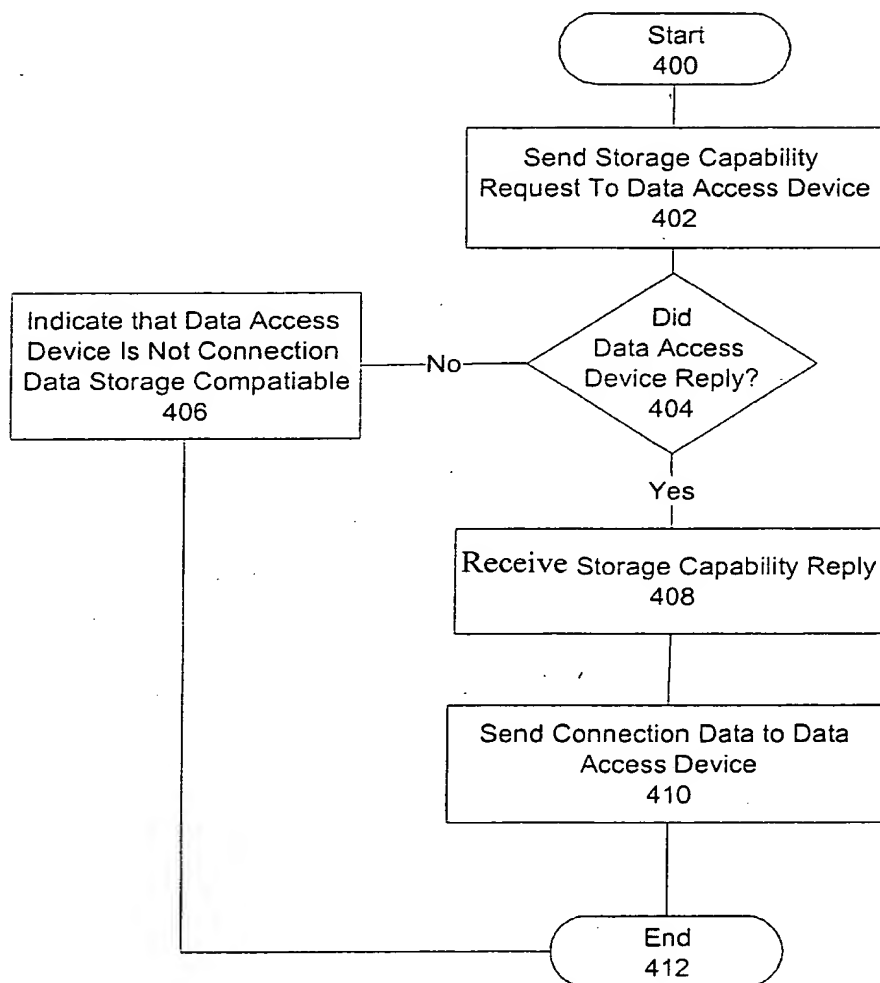 Start
400
Send Storage Capability
Request To Data Access Device
402
Did
Data Access
Device Reply?
404
No
Indicate that Data Access
Device Is Not Connection
Data Storage Compatiable
406
Yes
Receive Storage Capability Reply
408
Send Connection Data to Data
Access Device
410
End
412